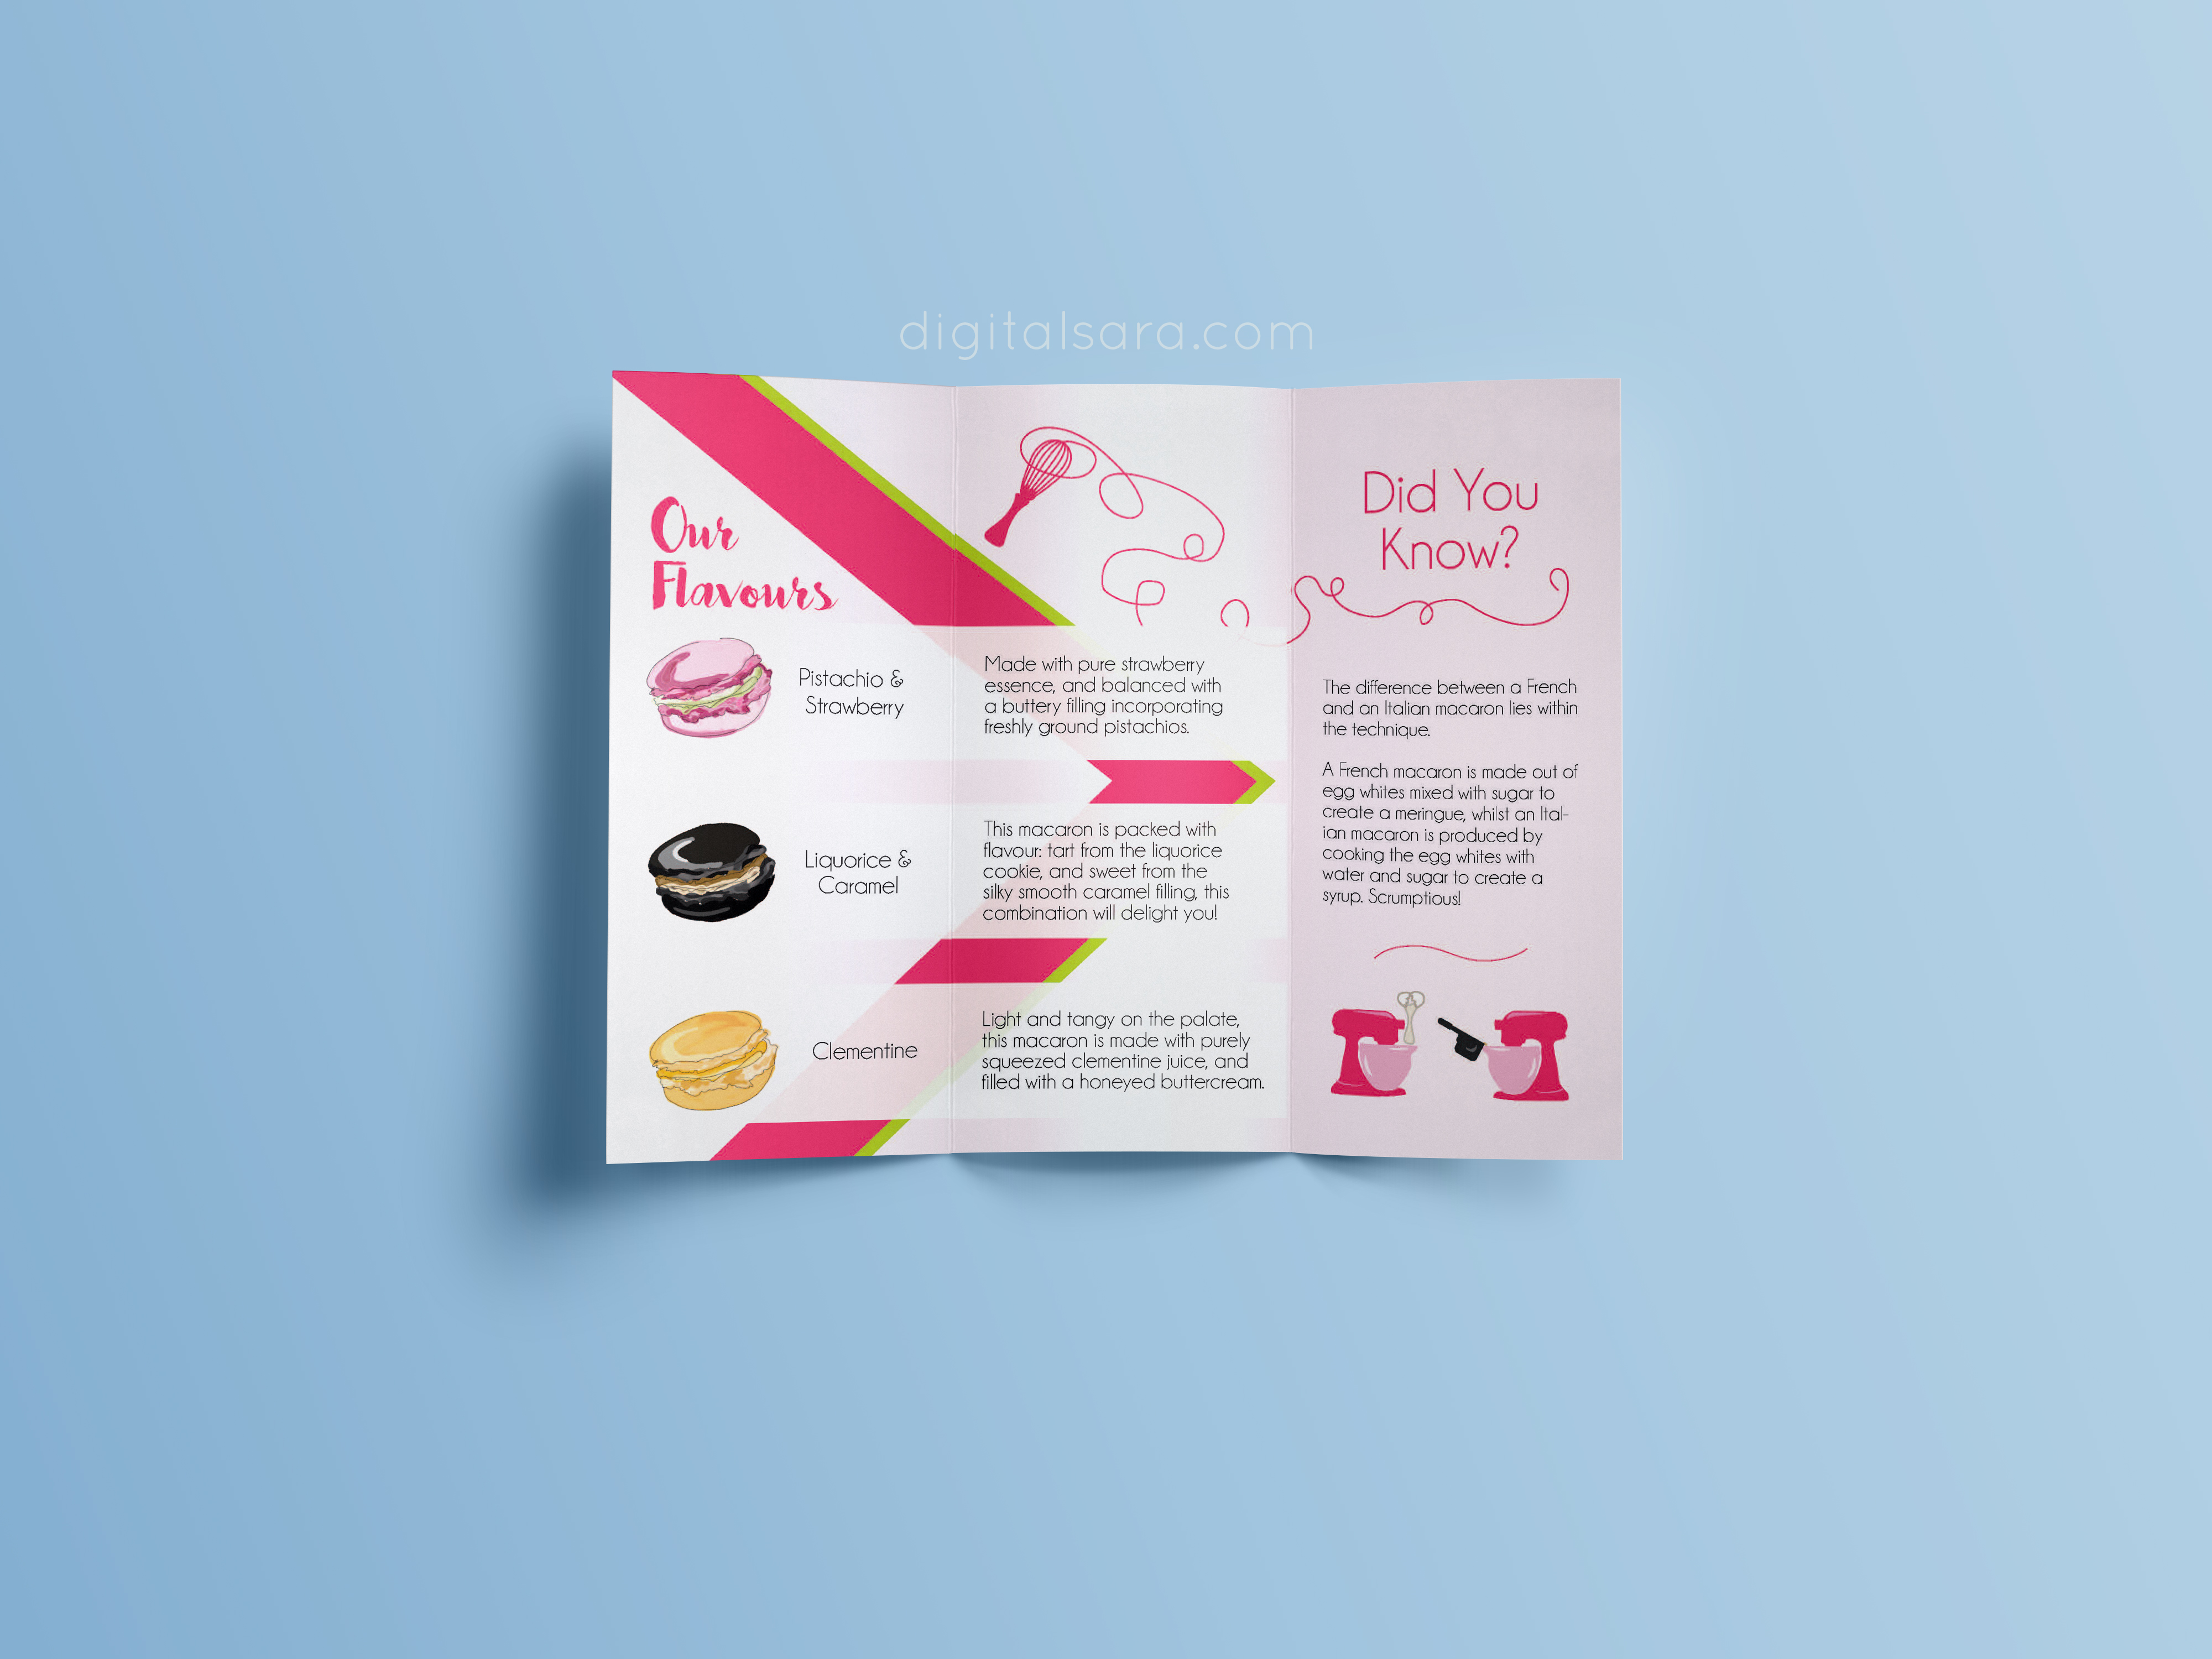 digitalsara.com
Our
Flavours
Pistachio &
Strawberry
Made with pure strawberry
essence, and balanced with
a buttery filling incorporating
freshly ground pistachios.
Liquorice &
Caramel
This macaron is packed with
flavour: tart from the liquorice
cookie, and sweet from the
silky smooth caramel filling, this
combination will delight you!
Clementine
Light and tangy on the palate,
this macaron is made with purely
squeezed clementine juice, and
filled with a honeyed buttercream.
Did You
Know?
The difference between a French
and an Italian macaron lies within
the technique.
A French macaron is made out of
egg whites mixed with sugar to
create a meringue, whilst an Ital-
ian macaron is produced by
cooking the egg whites with
water and sugar to create a
syrup. Scrumptious!